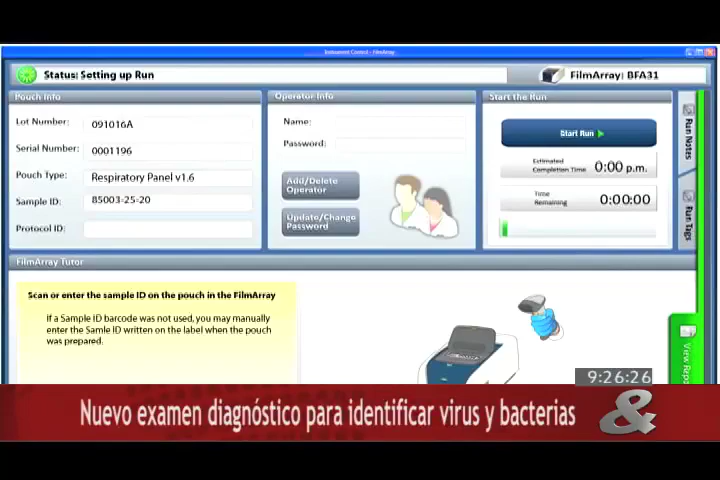 Instrument Control - FilmArray
Status: Setting up Run
FilmArray: BFA31
Pouch Info
Lot Number: 091016A
Serial Number: 0001196
Pouch Type: Respiratory Panel v1.6
Sample ID: 85003-25-20
Protocol ID:
Operator Info
Name:
Password:
Add/Delete
Operator
Update/Change
Password
Start the Run
Start Run
Estimated
Completion Time 0:00 p.m.
Time
Remaining 0:00:00
Run Notes
Run Tags
FilmArray Tutor
Scan or enter the sample ID on the pouch in the FilmArray
If a Sample ID barcode was not used, you may manually
enter the Samle ID written on the label when the pouch
was prepared.
View Rep
9:26:26
Nuevo examen diagnóstico para identificar virus y bacterias &